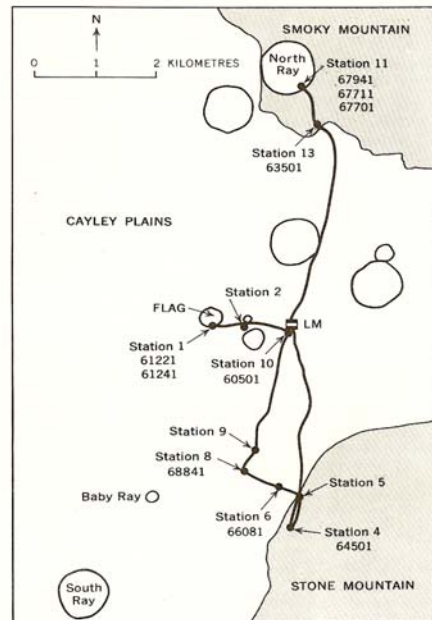 N
0 1 2 KILOMETRES
SMOKY MOUNTAIN
North
Ray
Station 11
67941
67711
67701
Station 13
63501
CAYLEY PLAINS
FLAG
Station 2
LM
Station 1
61221
61241
Station 10
60501
Station 9
Station 8
68841
Station 5
Baby Ray
Station 6
66081
Station 4
64501
South
Ray
STONE MOUNTAIN